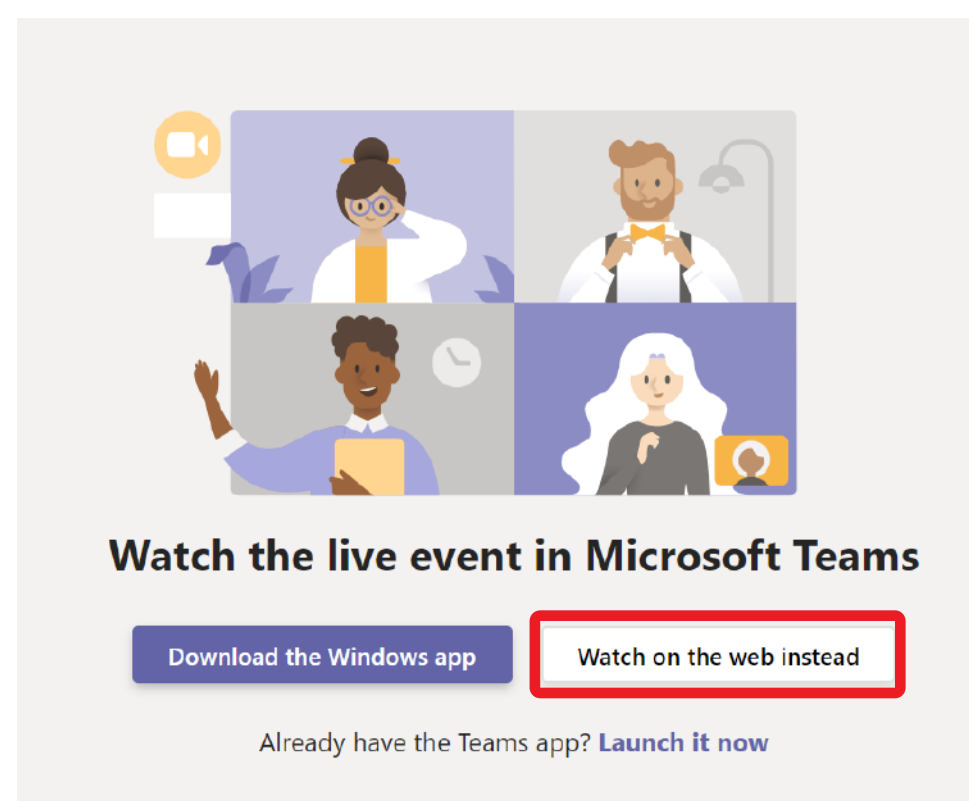 Watch the live event in Microsoft Teams
Download the Windows app
Watch on the web instead
Already have the Teams app? Launch it now